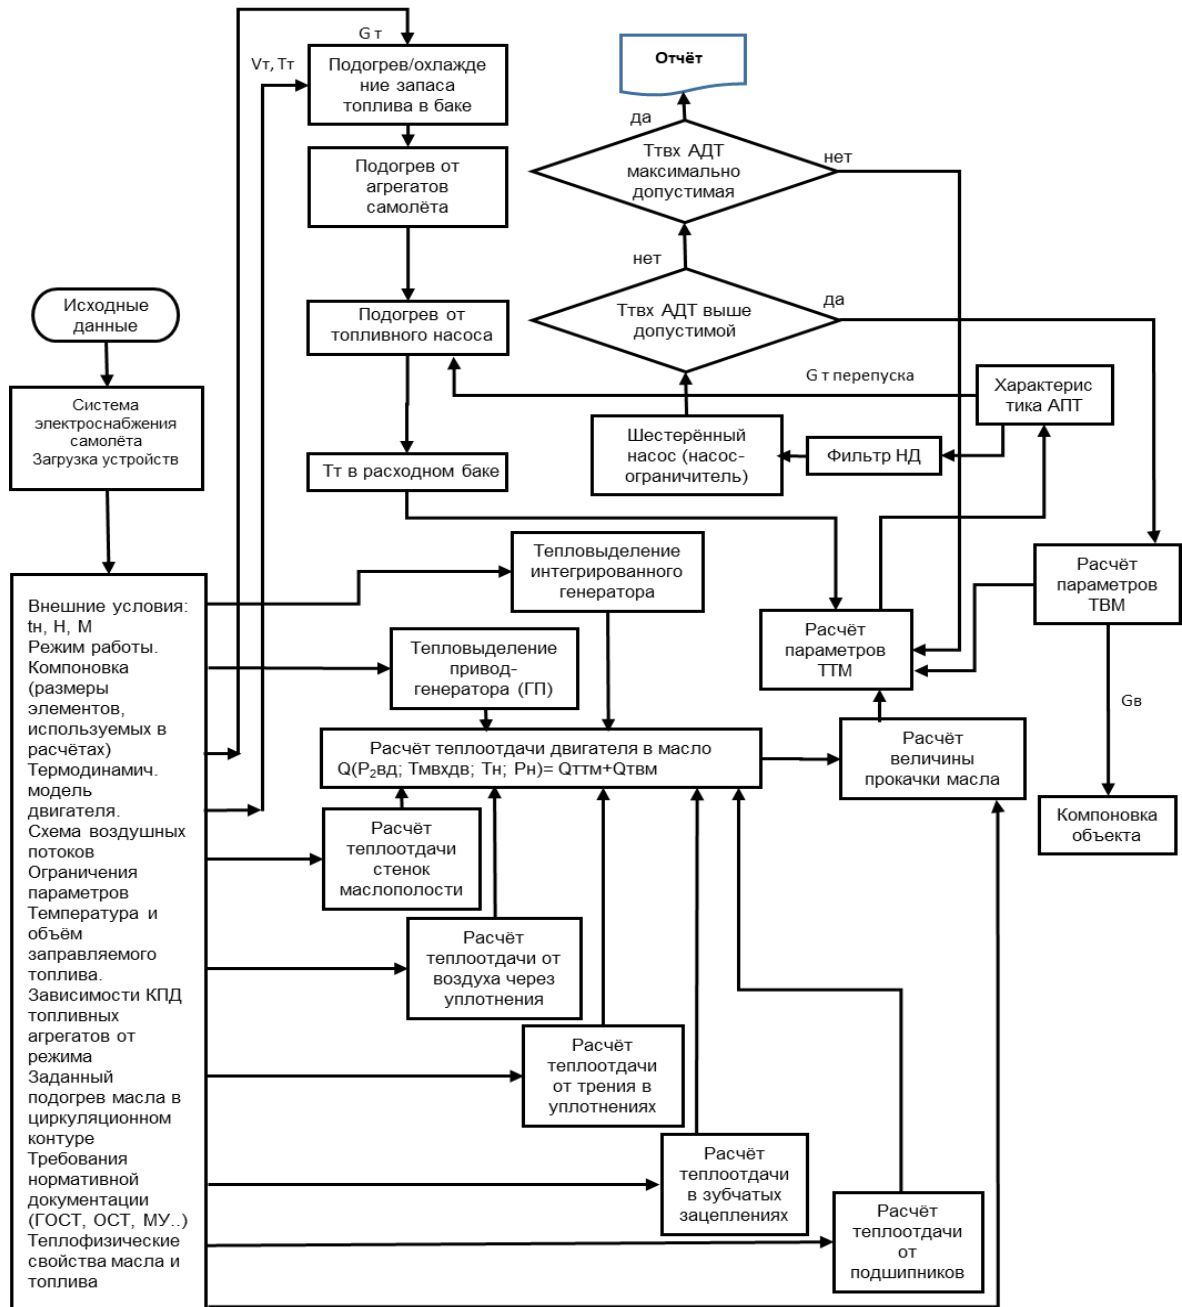 G т
Vт, Тт
Подогрев/охлажде
ние запаса
топлива в баке
Отчёт
да
Ттвх АДТ
максимально
допустимая
нет
Подогрев от
агрегатов
самолёта
нет
Исходные
данные
Подогрев от
топливного насоса
Ттвх АДТ выше
допустимой
да
G т перепуска
Характерис
тика АПТ
Система
электроснабжения
самолёта
Загрузка устройств
Шестерённый
насос (насос-
ограничитель)
Фильтр НД
Тт в расходном баке
Тепловыделение
интегрированного
генератора
Расчёт
параметров
ТВМ
Внешние условия:
tн, Н, М
Режим работы.
Компоновка
(размеры
элементов,
используемых в
расчётах)
Термодинамич.
модель
двигателя.
Схема воздушных
потоков
Ограничения
параметров
Температура и
объём
заправляемого
топлива.
Зависимости КПД
топливных
агрегатов от
режима
Заданный
подогрев масла в
циркуляционном
контуре
Требования
нормативной
документации
(ГОСТ, ОСТ, МУ..)
Теплофизические
свойства масла и
топлива
Тепловыделение
привод-
генератора (ГП)
Расчёт
параметров
ТТМ
Gв
Расчёт теплоотдачи двигателя в масло
Q(Р₂вд; Тмвхдв; Тн; Рн)= Qттм+Qтвм
Расчёт
величины
прокачки масла
Компоновка
объекта
Расчёт
теплоотдачи
стенок
маслополости
Расчёт
теплоотдачи от
воздуха через
уплотнения
Расчёт
теплоотдачи
от трения в
уплотнениях
Расчёт
теплоотдачи
в зубчатых
зацеплениях
Расчёт
теплоотдачи
от
подшипников